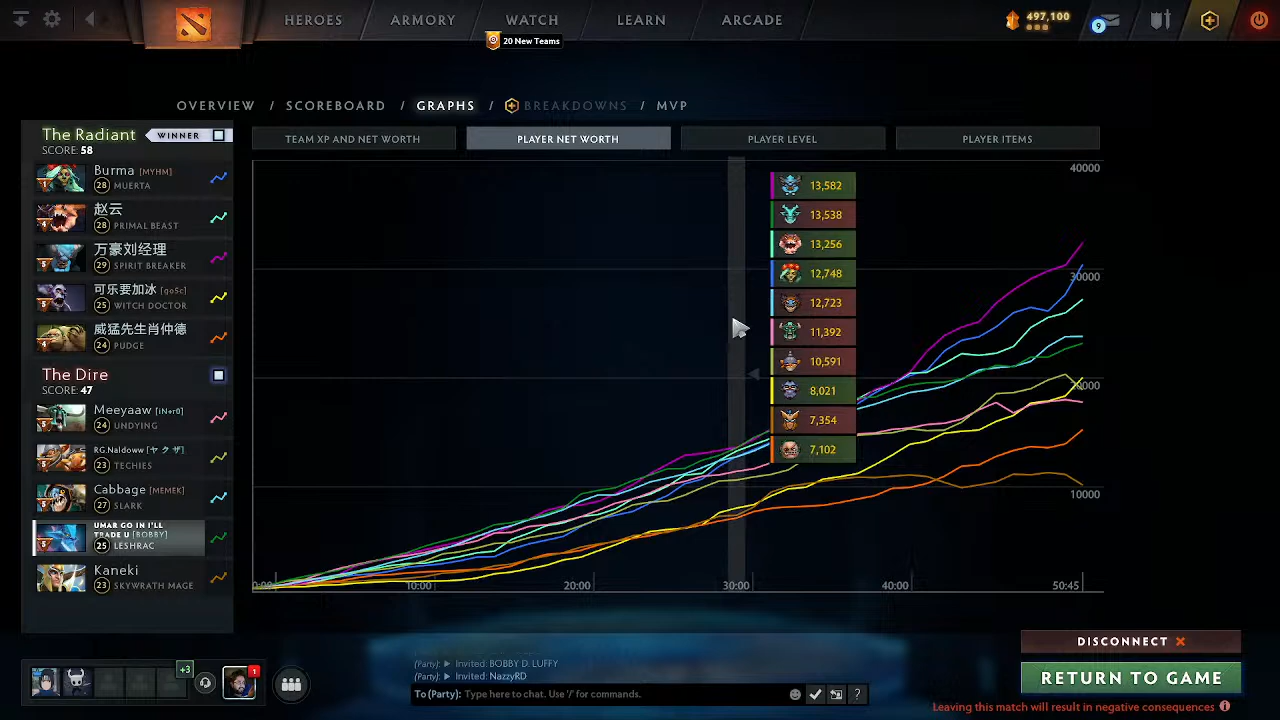 HEROES
ARMORY
WATCH
LEARN
ARCADE
497,100
9
20 New Teams
OVERVIEW / SCOREBOARD / GRAPHS / BREAKDOWNS / MVP
The Radiant
WINNER
SCORE: 58
TEAM XP AND NET WORTH
PLAYER NET WORTH
PLAYER LEVEL
PLAYER ITEMS
Burma [MYHM]
28 MUERTA
赵云
28 PRIMAL BEAST
万豪刘经理
29 SPIRIT BREAKER
可乐要加冰 [goSc]
25 WITCH DOCTOR
威猛先生肖仲德
24 PUDGE
The Dire
SCORE: 47
Meeyaaw [iN+r0]
24 UNDYING
RG.Naldoww [ヤクザ]
23 TECHIES
Cabbage [MEMEK]
27 SLARK
UMAR GO IN I'LL
TRADE U [BOBBY]
25 LESHRAC
Kaneki
23 SKYWRATH MAGE
13,582
13,538
13,256
12,748
12,723
11,392
10,591
8,021
7,354
7,102
40000
30000
10000
10:00
20:00
30:00
40:00
50:45
+3
1
(Party): Invited: BOBBY D. LUFFY
(Party): Invited: NazzyRD
To (Party): Type here to chat. Use '/' for commands.
?
DISCONNECT
RETURN TO GAME
Leaving this match will result in negative consequences